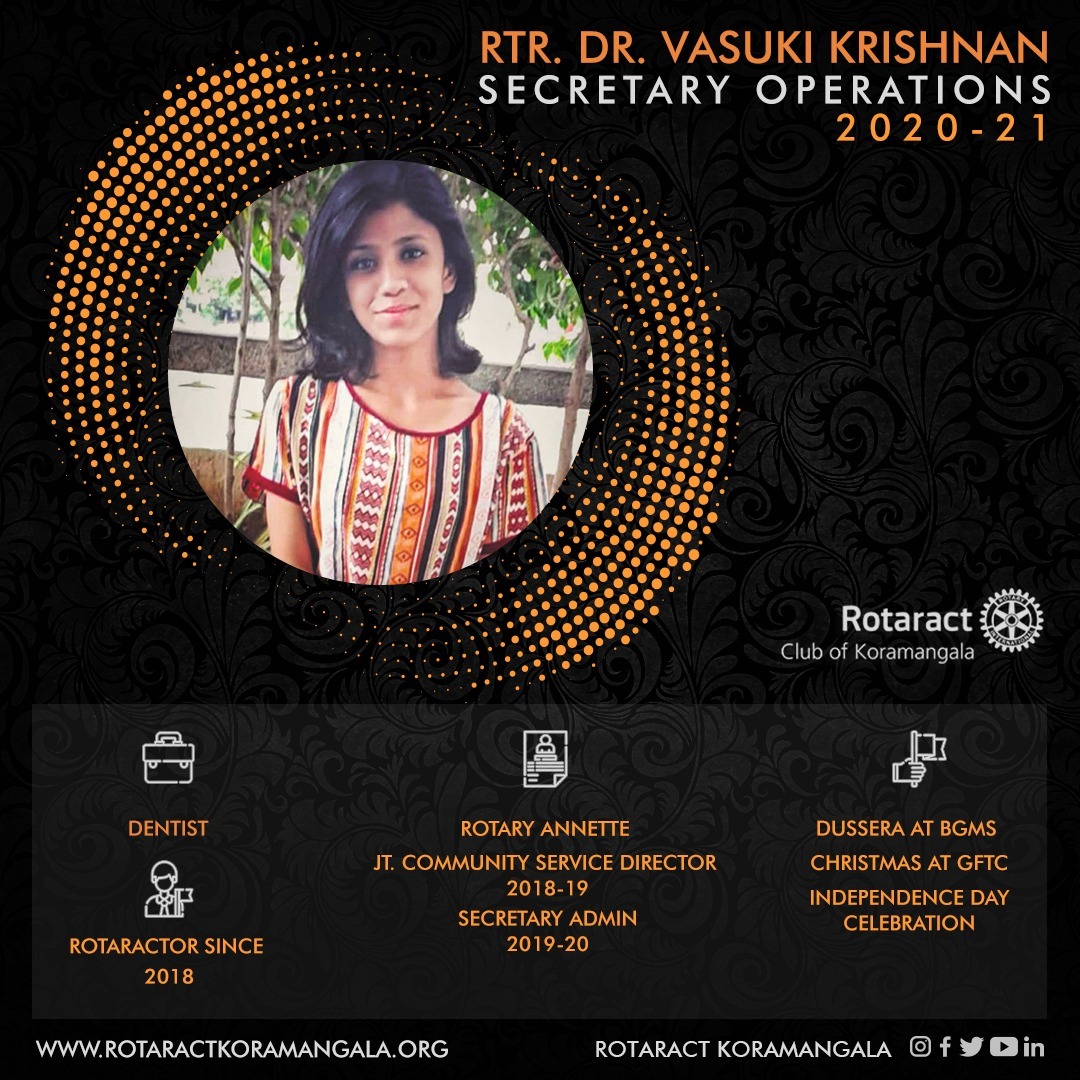 RTR. DR. VASUKI KRISHNAN
SECRETARY OPERATIONS
2020-21
Rotaract
Club of Koramangala
ROTARY
INTERNATIONAL
DENTIST
ROTARACTOR SINCE
2018
ROTARY ANNETTE
JT. COMMUNITY SERVICE DIRECTOR
2018-19
SECRETARY ADMIN
2019-20
DUSSERA AT BGMS
CHRISTMAS AT GFTC
INDEPENDENCE DAY
CELEBRATION
WWW.ROTARACTKORAMANGALA.ORG
ROTARACT KORAMANGALA